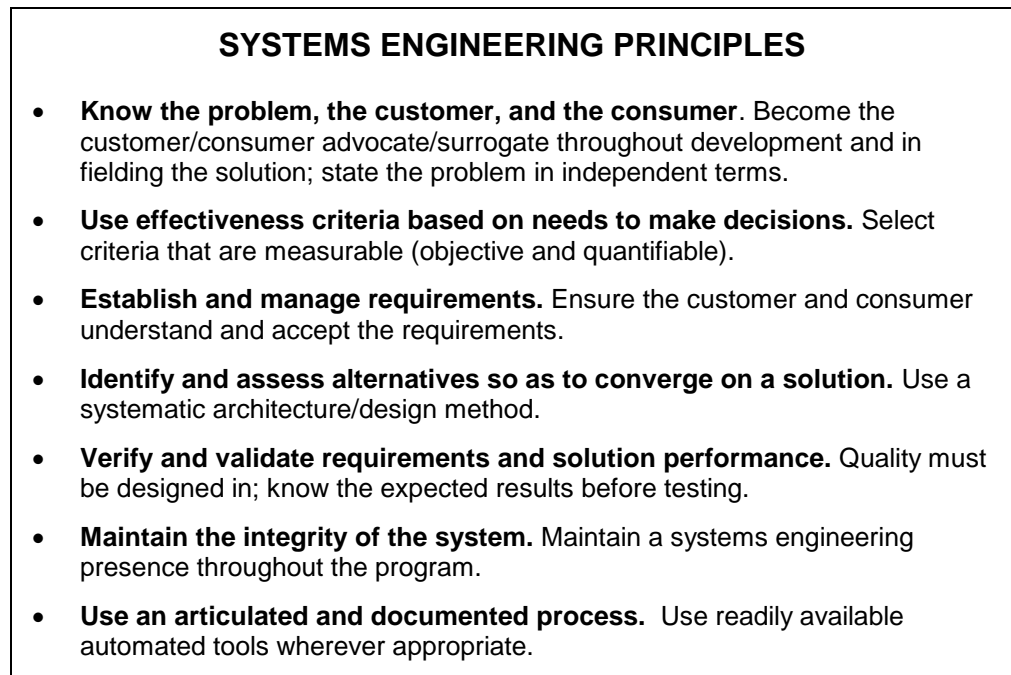 SYSTEMS ENGINEERING PRINCIPLES
• Know the problem, the customer, and the consumer. Become the
customer/consumer advocate/surrogate throughout development and in
fielding the solution; state the problem in independent terms.
• Use effectiveness criteria based on needs to make decisions. Select
criteria that are measurable (objective and quantifiable).
• Establish and manage requirements. Ensure the customer and consumer
understand and accept the requirements.
• Identify and assess alternatives so as to converge on a solution. Use a
systematic architecture/design method.
• Verify and validate requirements and solution performance. Quality must
be designed in; know the expected results before testing.
• Maintain the integrity of the system. Maintain a systems engineering
presence throughout the program.
• Use an articulated and documented process. Use readily available
automated tools wherever appropriate.